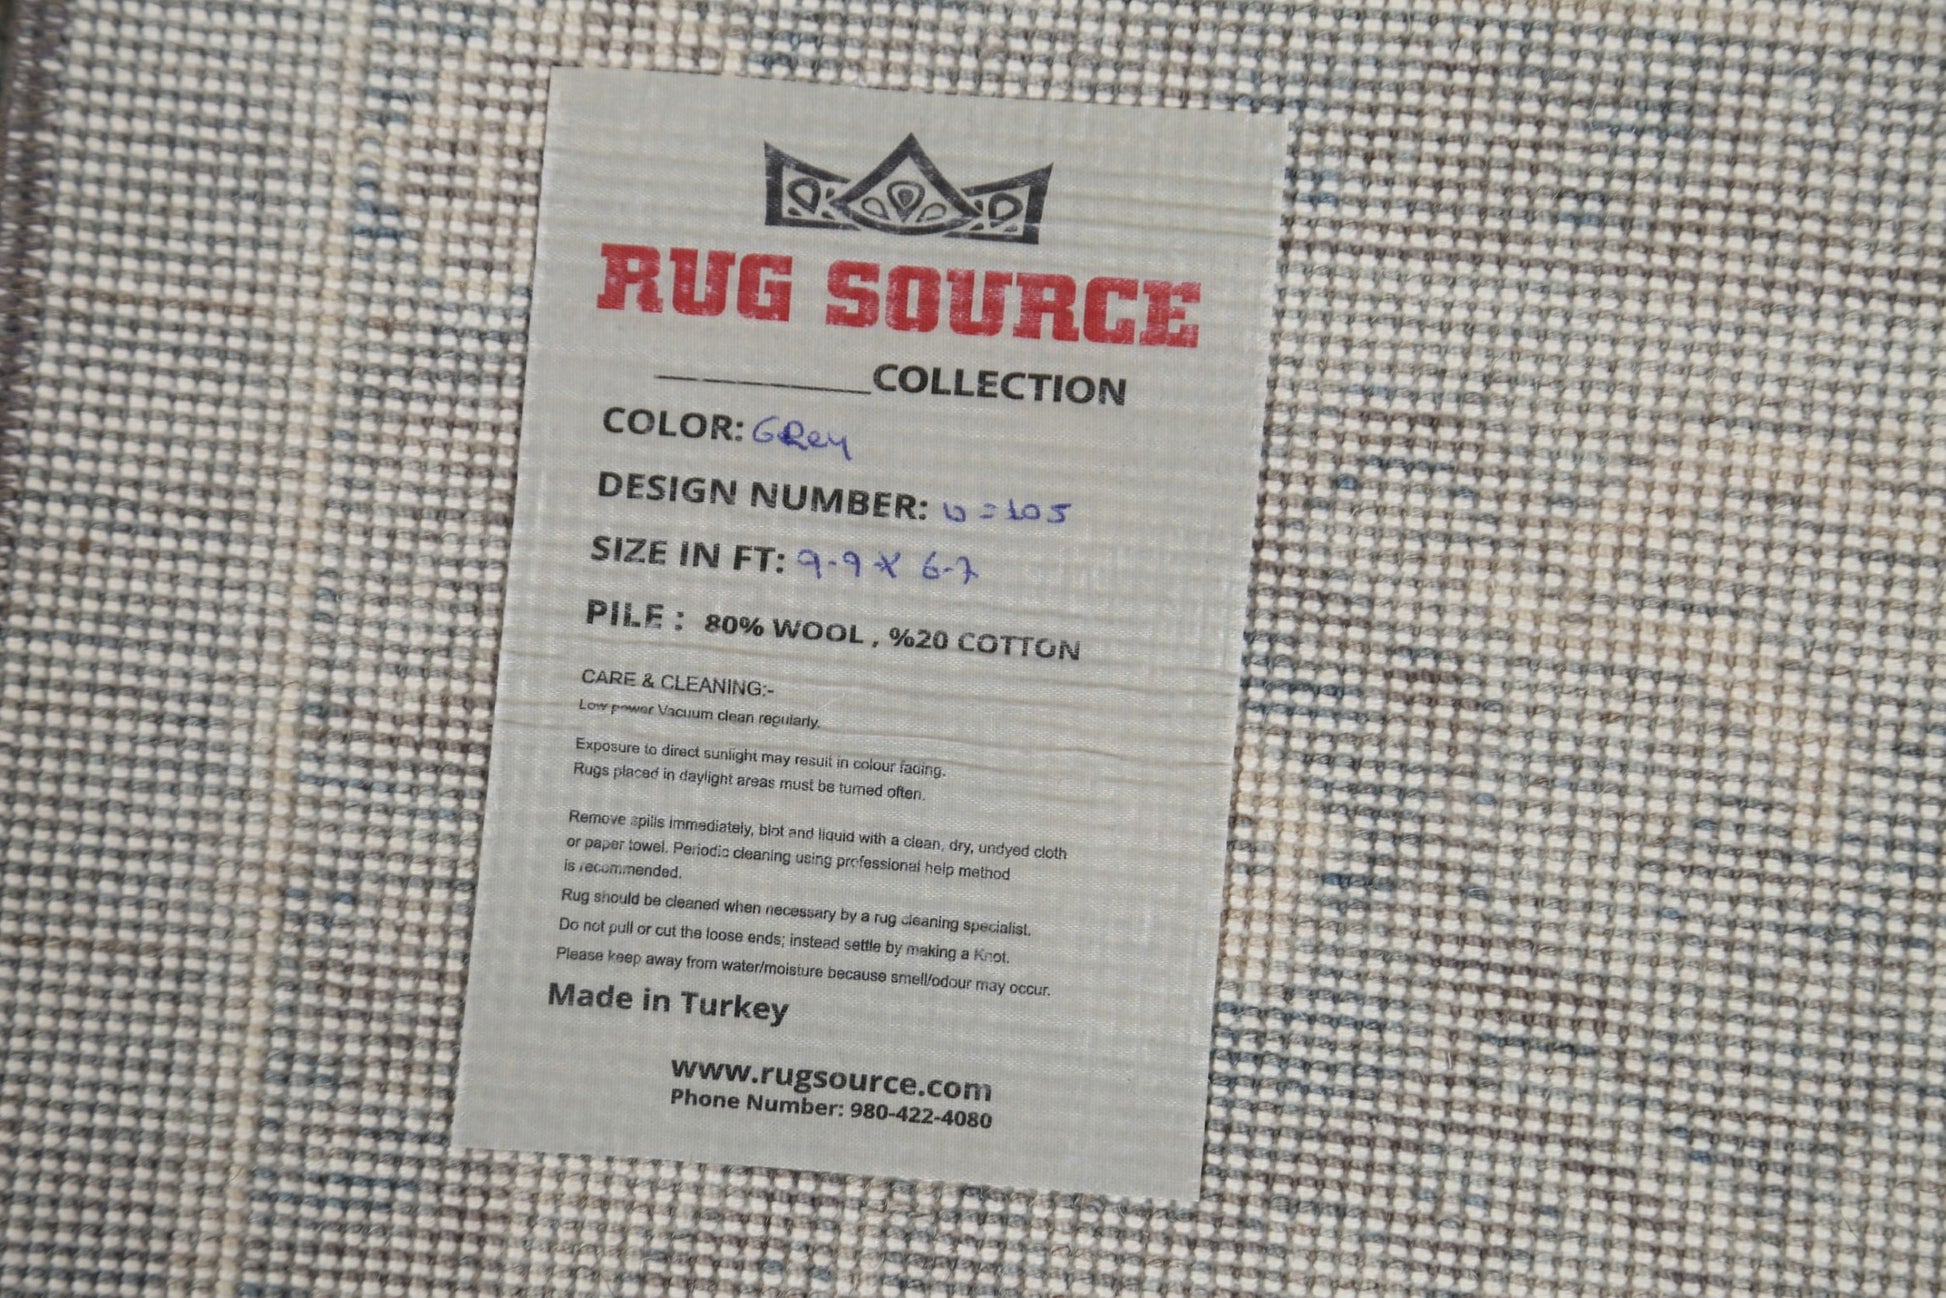 RUG SOURCE
__________COLLECTION
COLOR: GRey
DESIGN NUMBER: W=105
SIZE IN FT: 9-9 x 6-7
PILE : 80% WOOL , %20 COTTON
CARE & CLEANING:-
Low power Vacuum clean regularly.
Exposure to direct sunlight may result in colour fading.
Rugs placed in daylight areas must be turned often.
Remove spills immediately, blot and liquid with a clean, dry, undyed cloth
or paper towel. Periodic cleaning using professional help method
is recommended.
Rug should be cleaned when necessary by a rug cleaning specialist.
Do not pull or cut the loose ends; instead settle by making a Knot.
Please keep away from water/moisture because smell/odour may occur.
Made in Turkey
www.rugsource.com
Phone Number: 980-422-4080